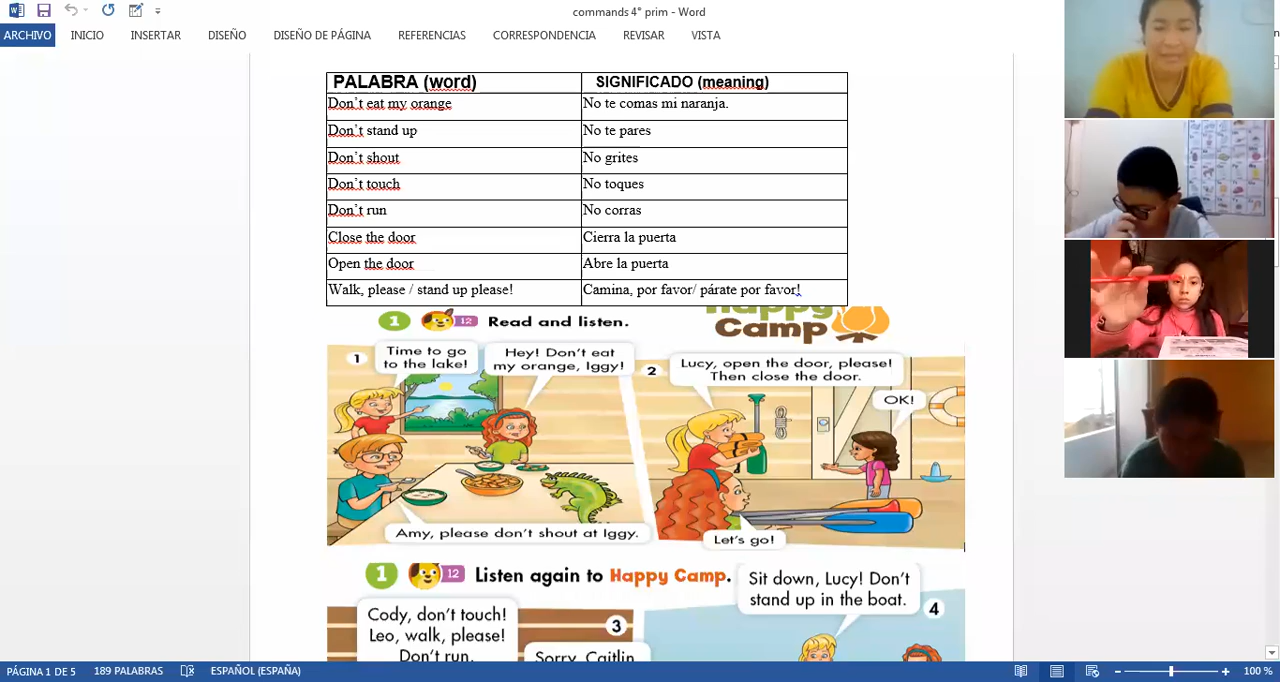 commands 4° prim - Word
ARCHIVO INICIO INSERTAR DISEÑO DISEÑO DE PÁGINA REFERENCIAS CORRESPONDENCIA REVISAR VISTA
PALABRA (word) SIGNIFICADO (meaning)
Don't eat my orange No te comas mi naranja.
Don't stand up No te pares
Don't shout No grites
Don't touch No toques
Don't run No corras
Close the door Cierra la puerta
Open the door Abre la puerta
Walk, please / stand up please! Camina, por favor/ párate por favor!
Happy
Camp
1 12 Read and listen.
1
Time to go
to the lake!
Hey! Don't eat
my orange, Iggy!
Amy, please don't shout at Iggy.
2
Lucy, open the door, please!
Then close the door.
OK!
Let's go!
1 12 Listen again to Happy Camp.
Cody, don't touch!
Leo, walk, please!
Don't run.
3
Sorry, Caitlin
Sit down, Lucy! Don't
stand up in the boat.
4
PÁGINA 1 DE 5 189 PALABRAS ESPAÑOL (ESPAÑA) 100 %